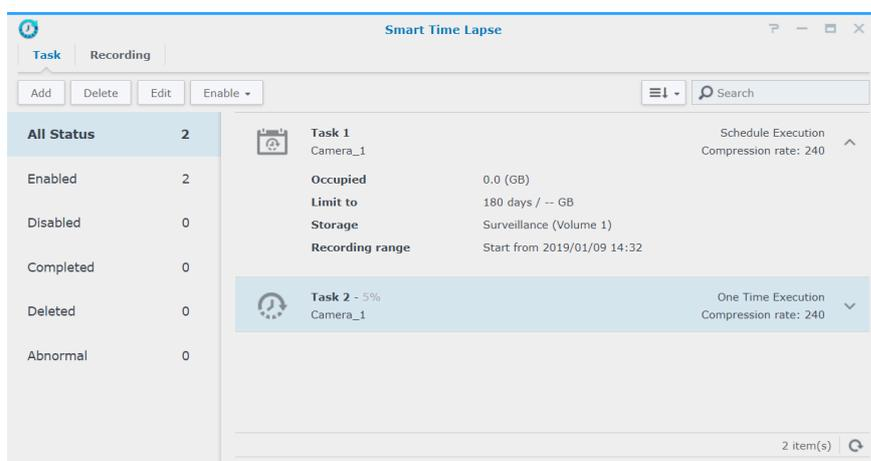 Smart Time Lapse
Task Recording
Add Delete Edit Enable Search
All Status 2
Enabled 2
Disabled 0
Completed 0
Deleted 0
Abnormal 0
Task 1 Schedule Execution
Camera_1 Compression rate: 240
Occupied 0.0 (GB)
Limit to 180 days / -- GB
Storage Surveillance (Volume 1)
Recording range Start from 2019/01/09 14:32
Task 2 - 5% One Time Execution
Camera_1 Compression rate: 240
2 item(s)